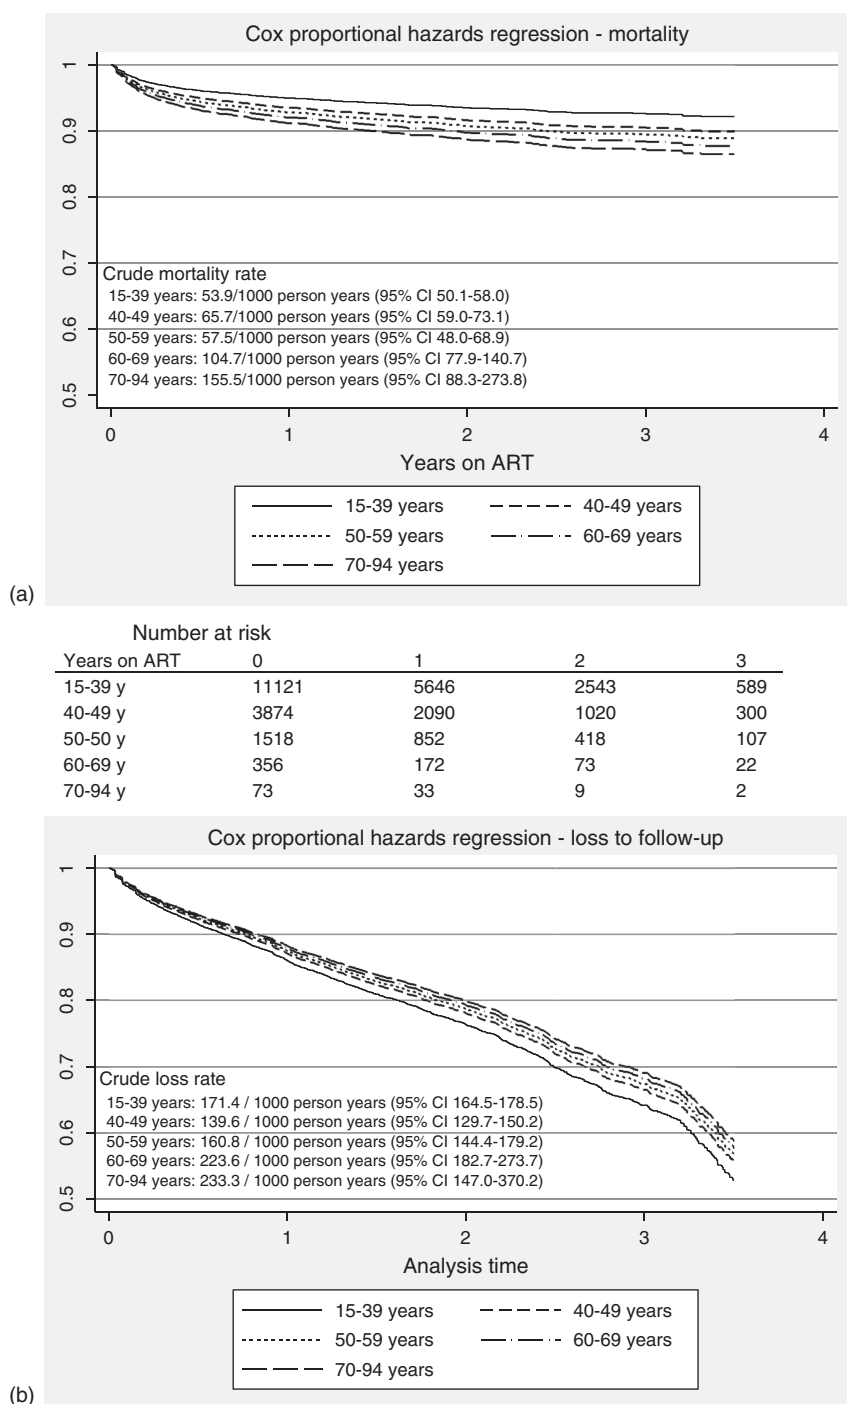 Cox proportional hazards regression - mortality
1
0.9
0.8
0.7
0.6
0.5
Crude mortality rate
15-39 years: 53.9/1000 person years (95% CI 50.1-58.0)
40-49 years: 65.7/1000 person years (95% CI 59.0-73.1)
50-59 years: 57.5/1000 person years (95% CI 48.0-68.9)
60-69 years: 104.7/1000 person years (95% CI 77.9-140.7)
70-94 years: 155.5/1000 person years (95% CI 88.3-273.8)
0 1 2 3 4
Years on ART
15-39 years 40-49 years
50-59 years 60-69 years
70-94 years
(a)
Number at risk
Years on ART 0 1 2 3
15-39 y 11121 5646 2543 589
40-49 y 3874 2090 1020 300
50-50 y 1518 852 418 107
60-69 y 356 172 73 22
70-94 y 73 33 9 2
Cox proportional hazards regression - loss to follow-up
1
0.9
0.8
0.7
0.6
0.5
Crude loss rate
15-39 years: 171.4 / 1000 person years (95% CI 164.5-178.5)
40-49 years: 139.6 / 1000 person years (95% CI 129.7-150.2)
50-59 years: 160.8 / 1000 person years (95% CI 144.4-179.2)
60-69 years: 223.6 / 1000 person years (95% CI 182.7-273.7)
70-94 years: 233.3 / 1000 person years (95% CI 147.0-370.2)
0 1 2 3 4
Analysis time
15-39 years 40-49 years
50-59 years 60-69 years
70-94 years
(b)